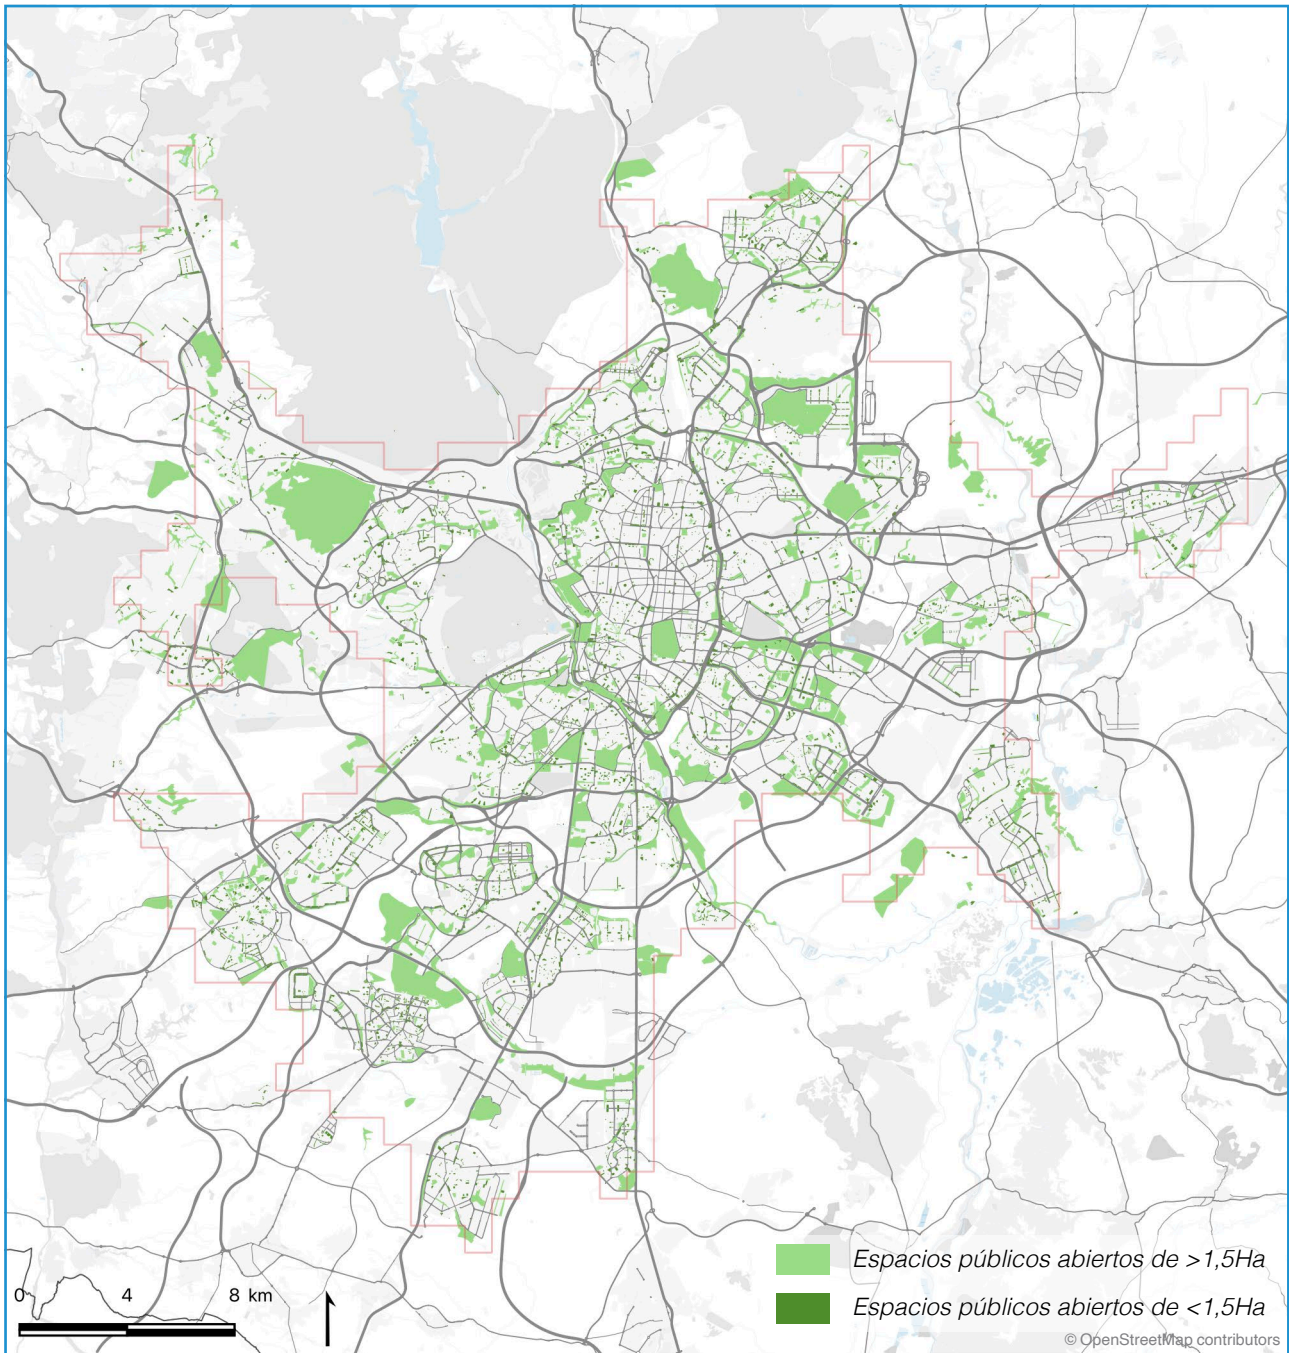 Espacios públicos abiertos de >1,5Ha
Espacios públicos abiertos de <1,5Ha
0 4 8 km
© OpenStreetMap contributors